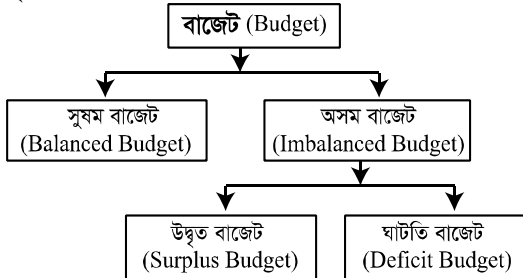 বাজেট (Budget)
সুষম বাজেট
(Balanced Budget)
অসম বাজেট
(Imbalanced Budget)
উদ্বৃত বাজেট
(Surplus Budget)
ঘাটতি বাজেট
(Deficit Budget)